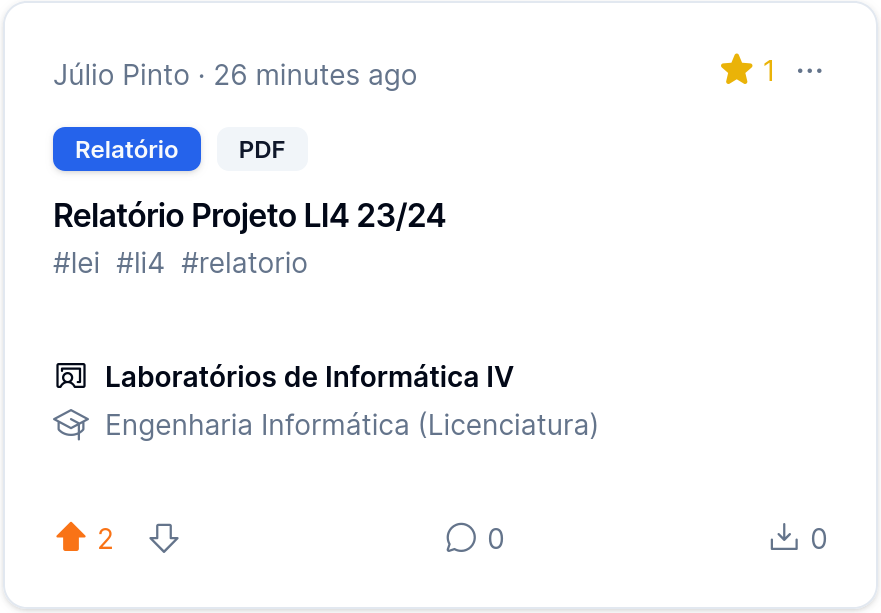 Júlio Pinto · 26 minutes ago 1 ...
Relatório PDF
Relatório Projeto LI4 23/24
#lei #li4 #relatorio
Laboratórios de Informática IV
Engenharia Informática (Licenciatura)
2 0 0